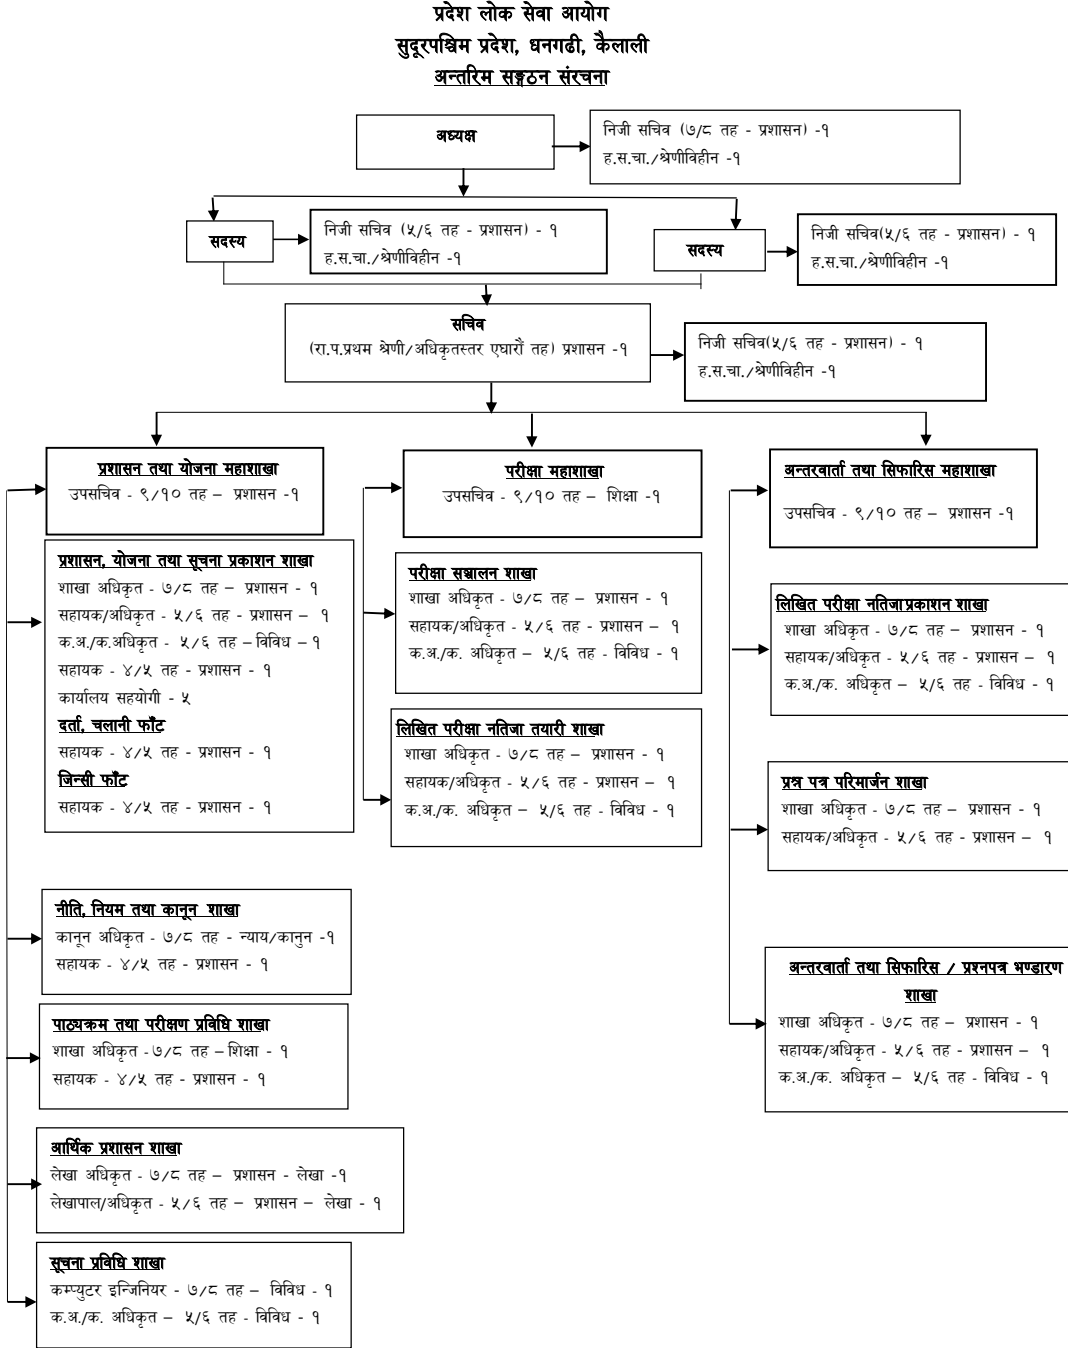 प्रदेश लोक सेवा आयोग
सुदूरपश्चिम प्रदेश, धनगढी, कैलाली
अन्तरिम सङ्गठन संरचना
अध्यक्ष
निजी सचिव (७/८ तह - प्रशासन) -१
ह.स.चा./श्रेणीविहीन -१
सदस्य
निजी सचिव (५/६ तह - प्रशासन) - १
ह.स.चा./श्रेणीविहीन -१
सदस्य
निजी सचिव(५/६ तह - प्रशासन) - १
ह.स.चा./श्रेणीविहीन -१
सचिव
(रा.प.प्रथम श्रेणी/अधिकृतस्तर एघारौं तह) प्रशासन -१
निजी सचिव(५/६ तह - प्रशासन) - १
ह.स.चा./श्रेणीविहीन -१
प्रशासन तथा योजना महाशाखा
उपसचिव - ९/१० तह – प्रशासन -१
प्रशासन, योजना तथा सूचना प्रकाशन शाखा
शाखा अधिकृत - ७/८ तह – प्रशासन - १
सहायक/अधिकृत - ५/६ तह - प्रशासन – १
क.अ./क.अधिकृत - ५/६ तह – विविध – १
सहायक - ४/५ तह - प्रशासन - १
कार्यालय सहयोगी - ५
दर्ता, चलानी फाँट
सहायक - ४/५ तह - प्रशासन - १
जिन्सी फाँट
सहायक - ४/५ तह - प्रशासन - १
नीति, नियम तथा कानून शाखा
कानून अधिकृत - ७/८ तह - न्याय/कानुन -१
सहायक - ४/५ तह - प्रशासन - १
पाठ्यक्रम तथा परीक्षण प्रविधि शाखा
शाखा अधिकृत - ७/८ तह – शिक्षा - १
सहायक - ४/५ तह - प्रशासन - १
आर्थिक प्रशासन शाखा
लेखा अधिकृत - ७/८ तह – प्रशासन - लेखा -१
लेखापाल/अधिकृत - ५/६ तह – प्रशासन – लेखा - १
सूचना प्रविधि शाखा
कम्प्युटर इन्जिनियर - ७/८ तह – विविध - १
क.अ./क. अधिकृत – ५/६ तह - विविध - १
परीक्षा महाशाखा
उपसचिव - ९/१० तह – शिक्षा -१
परीक्षा सञ्चालन शाखा
शाखा अधिकृत - ७/८ तह – प्रशासन - १
सहायक/अधिकृत - ५/६ तह - प्रशासन – १
क.अ./क. अधिकृत – ५/६ तह - विविध - १
लिखित परीक्षा नतिजा तयारी शाखा
शाखा अधिकृत - ७/८ तह – प्रशासन - १
सहायक/अधिकृत - ५/६ तह - प्रशासन – १
क.अ./क. अधिकृत – ५/६ तह - विविध - १
अन्तरवार्ता तथा सिफारिस महाशाखा
उपसचिव - ९/१० तह – प्रशासन -१
लिखित परीक्षा नतिजा प्रकाशन शाखा
शाखा अधिकृत - ७/८ तह – प्रशासन - १
सहायक/अधिकृत - ५/६ तह - प्रशासन – १
क.अ./क. अधिकृत – ५/६ तह - विविध - १
प्रश्न पत्र परिमार्जन शाखा
शाखा अधिकृत - ७/८ तह – प्रशासन - १
सहायक/अधिकृत - ५/६ तह - प्रशासन – १
अन्तरवार्ता तथा सिफारिस / प्रश्नपत्र भण्डारण
शाखा
शाखा अधिकृत - ७/८ तह – प्रशासन - १
सहायक/अधिकृत - ५/६ तह - प्रशासन – १
क.अ./क. अधिकृत – ५/६ तह - विविध - १